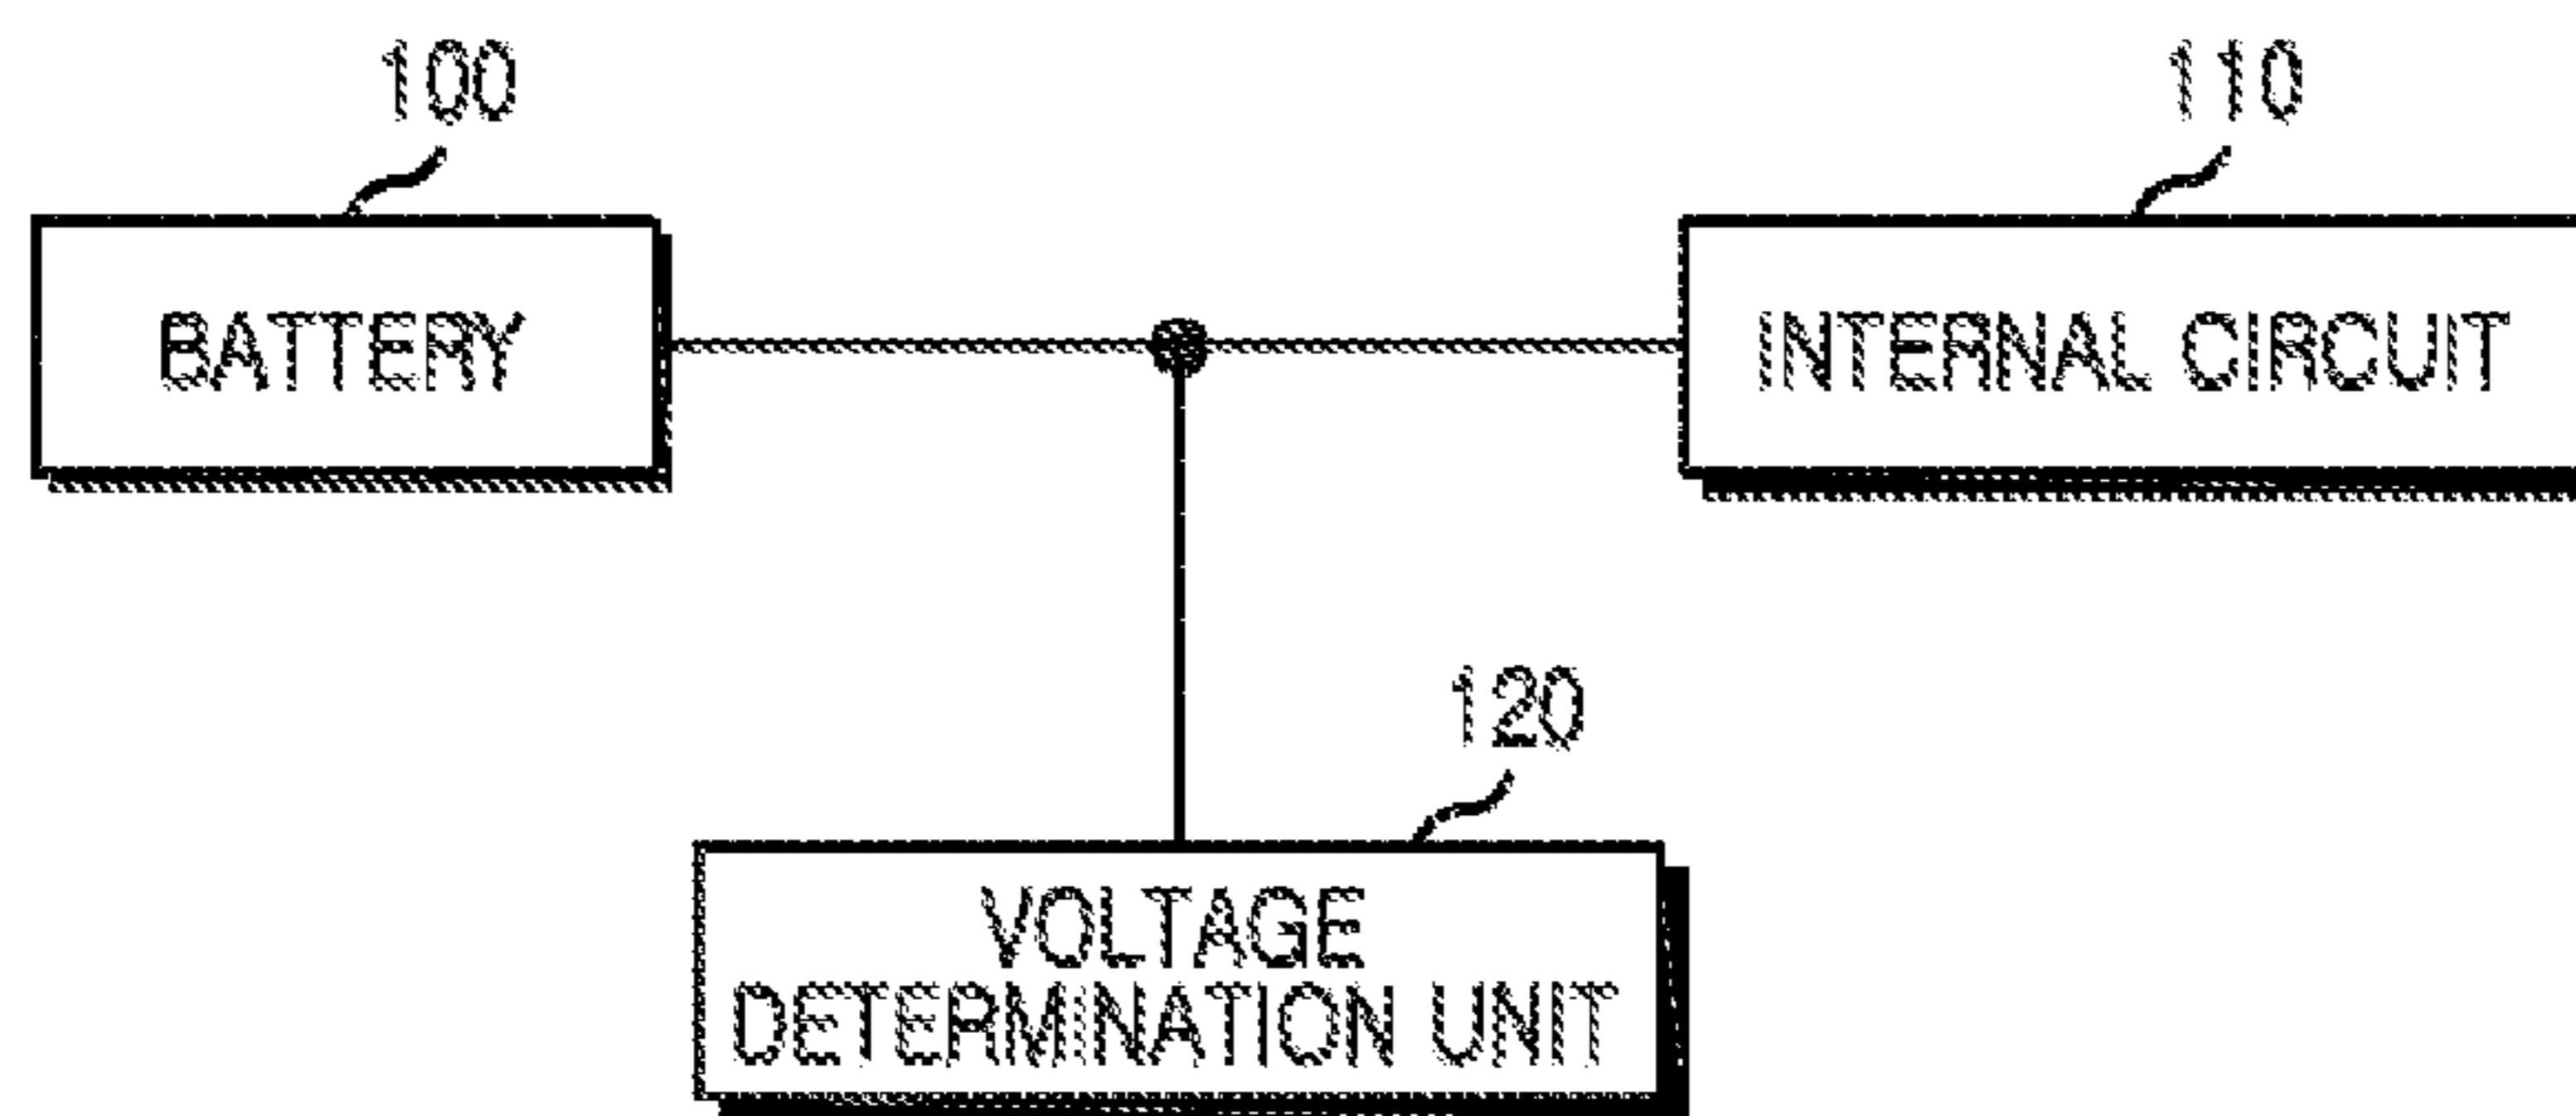 100
110
BATTERY
INTERNAL CIRCUIT
120
VOLTAGE
DETERMINATION UNIT